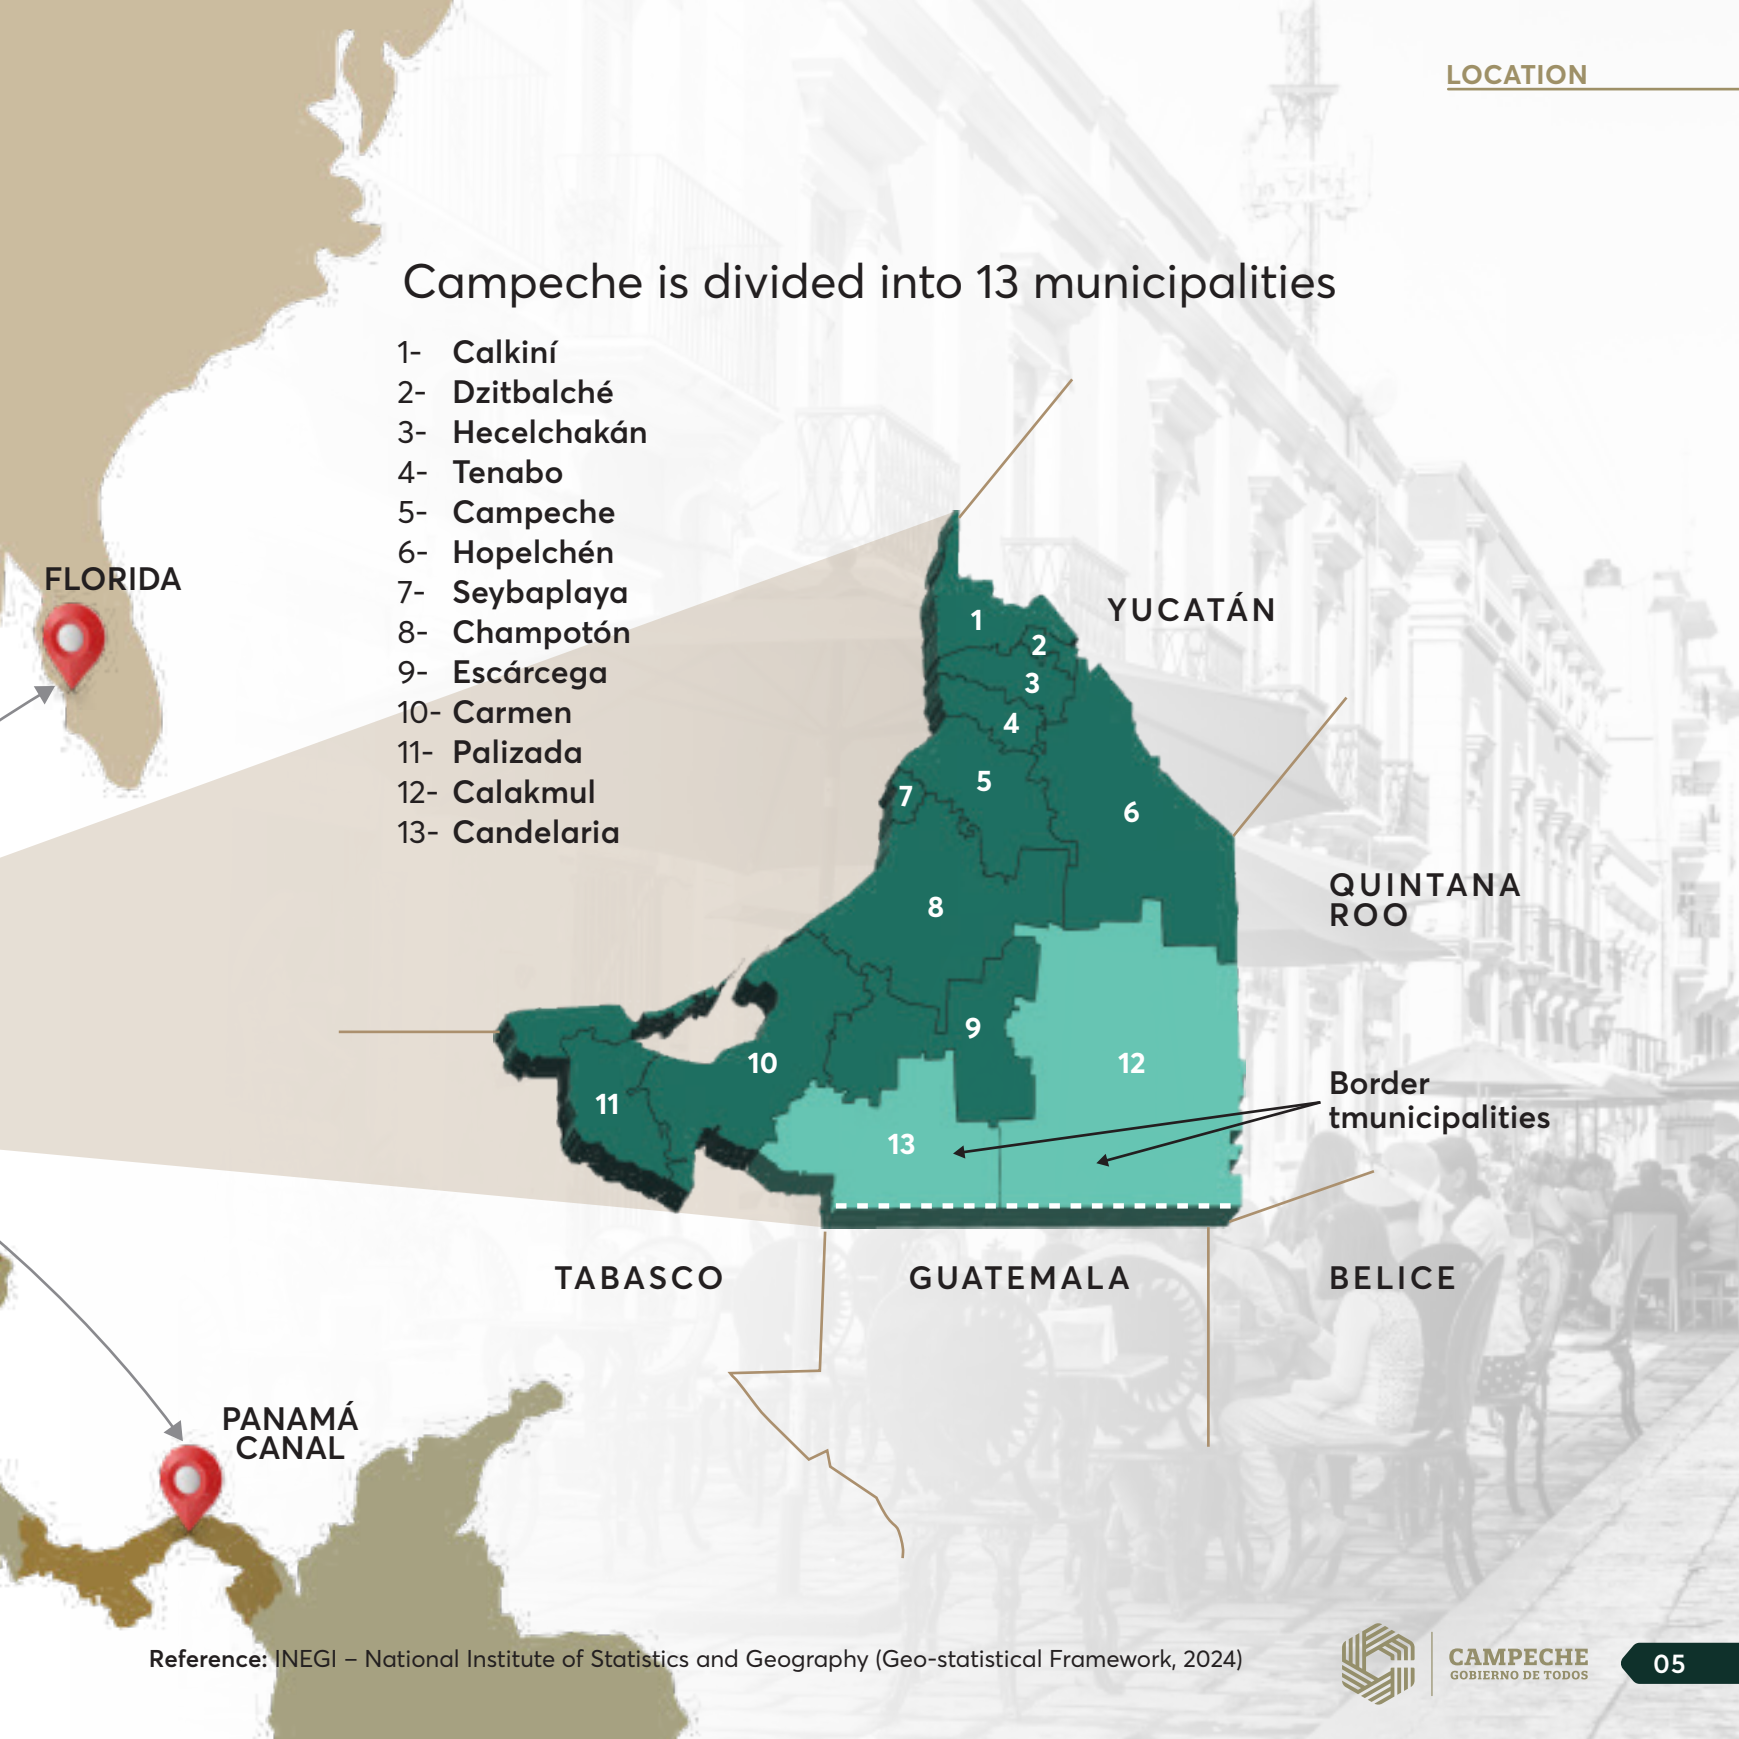 LOCATION
Campeche is divided into 13 municipalities
1- Calkiní
2- Dzitbalché
3- Hecelchakán
4- Tenabo
5- Campeche
6- Hopelchén
7- Seybaplaya
8- Champotón
9- Escárcega
10- Carmen
11- Palizada
12- Calakmul
13- Candelaria
FLORIDA
YUCATÁN
1
2
3
4
5
7
6
QUINTANA
ROO
8
9
10
12
11
13
Border
tmunicipalities
TABASCO
GUATEMALA
BELICE
PANAMÁ
CANAL
Reference: INEGI – National Institute of Statistics and Geography (Geo-statistical Framework, 2024)
CAMPECHE
GOBIERNO DE TODOS
05